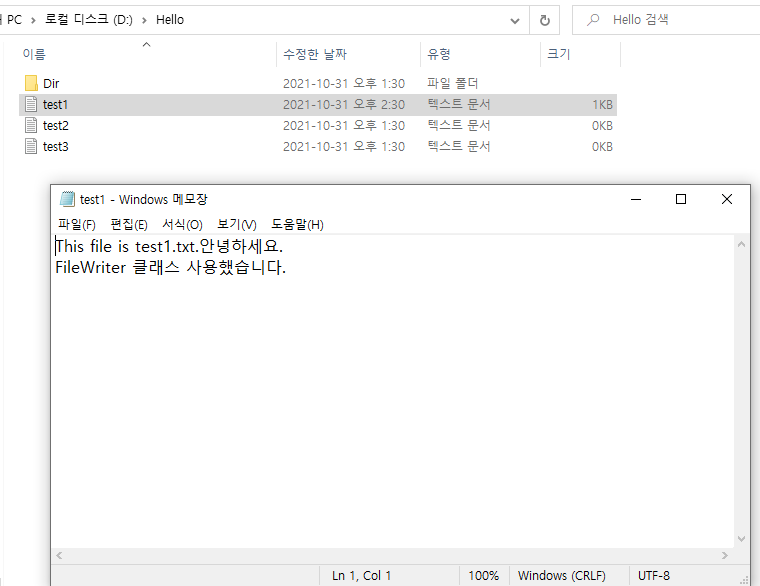 PC > 로컬 디스크 (D:) > Hello
Hello 검색
이름 수정한 날짜 유형 크기
Dir 2021-10-31 오후 1:30 파일 폴더
test1 2021-10-31 오후 2:30 텍스트 문서 1KB
test2 2021-10-31 오후 1:30 텍스트 문서 0KB
test3 2021-10-31 오후 1:30 텍스트 문서 0KB
test1 - Windows 메모장
파일(F) 편집(E) 서식(O) 보기(V) 도움말(H)
This file is test1.txt.안녕하세요.
FileWriter 클래스 사용했습니다.
Ln 1, Col 1 100% Windows (CRLF) UTF-8